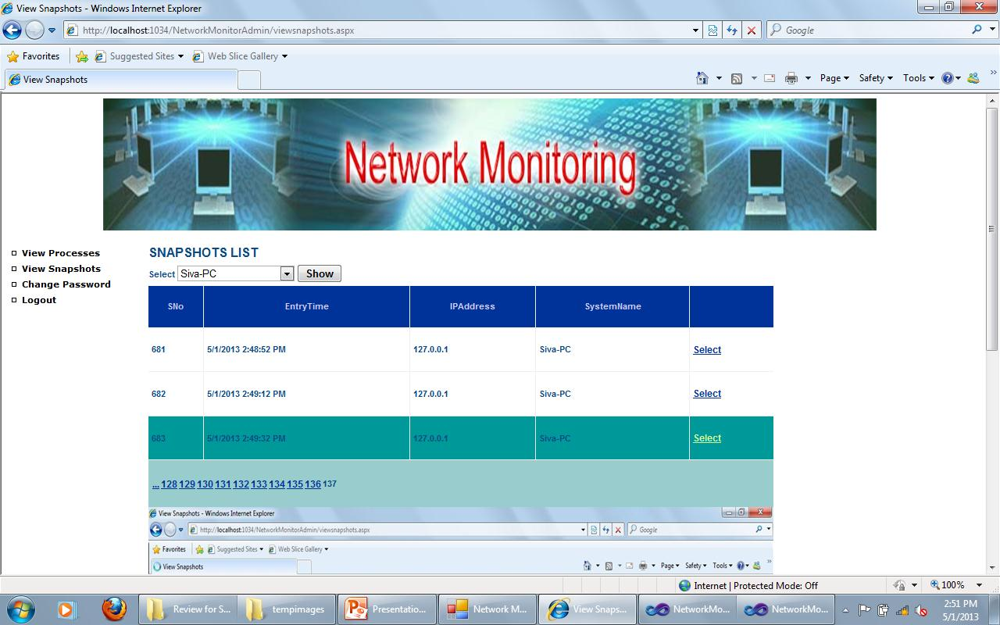 View Snapshots - Windows Internet Explorer
http://localhost:1034/NetworkMonitorAdmin/viewsnapshots.aspx
Google
Favorites Suggested Sites Web Slice Gallery
View Snapshots
Page Safety Tools
Network Monitoring
View Processes
View Snapshots
Change Password
Logout
SNAPSHOTS LIST
Select Siva-PC Show
SNo EntryTime IPAddress SystemName
681 5/1/2013 2:48:52 PM 127.0.0.1 Siva-PC Select
682 5/1/2013 2:49:12 PM 127.0.0.1 Siva-PC Select
683 5/1/2013 2:49:32 PM 127.0.0.1 Siva-PC Select
... 128 129 130 131 132 133 134 135 136 137
View Snapshots - Windows Internet Explorer
http://localhost:1034/NetworkMonitorAdmin/viewsnapshots.aspx
Google
Favorites Suggested Sites Web Slice Gallery
View Snapshots
Page Safety Tools
Internet | Protected Mode: Off
100%
Review for S... tempimages Presentatio... Network M... View Snaps... NetworkMo... NetworkMo...
2:51 PM
5/1/2013